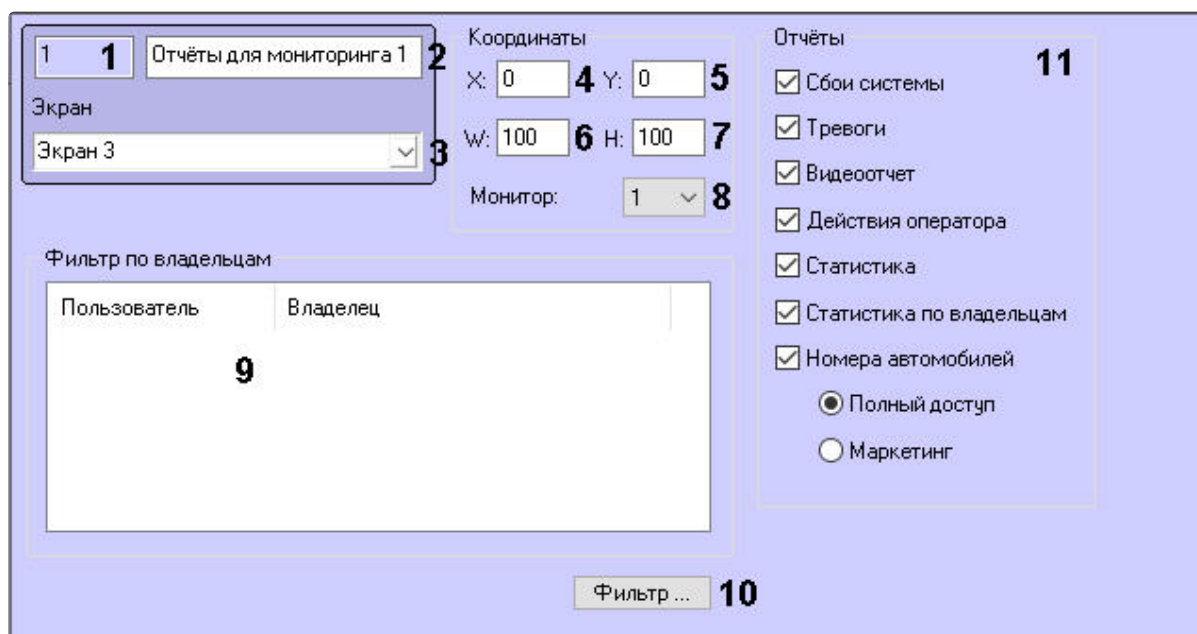 1 1 Отчёты для мониторинга 1 2
Экран
Экран 3 3
Координаты
X: 0 4 Y: 0 5
W: 100 6 H: 100 7
Монитор: 1 8
Фильтр по владельцам
Пользователь Владелец
9
Фильтр ... 10
Отчёты
11
Сбои системы
Тревоги
Видеоотчет
Действия оператора
Статистика
Статистика по владельцам
Номера автомобилей
Полный доступ
Маркетинг